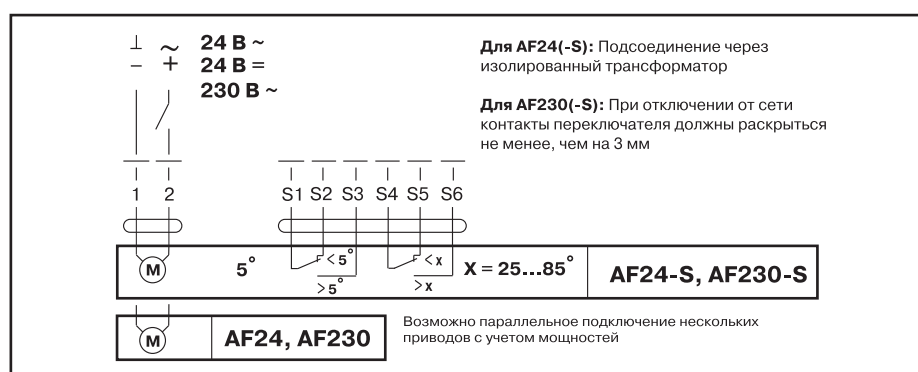 ⊥ ~ 24 В ~
− + 24 В =
230 В ~
Для AF24(-S): Подсоединение через
изолированный трансформатор
Для AF230(-S): При отключении от сети
контакты переключателя должны раскрыться
не менее, чем на 3 мм
1 2 S1 S2 S3 S4 S5 S6
M 5° <5° >5° <x >x X = 25...85° AF24-S, AF230-S
M AF24, AF230
Возможно параллельное подключение нескольких
приводов с учетом мощностей